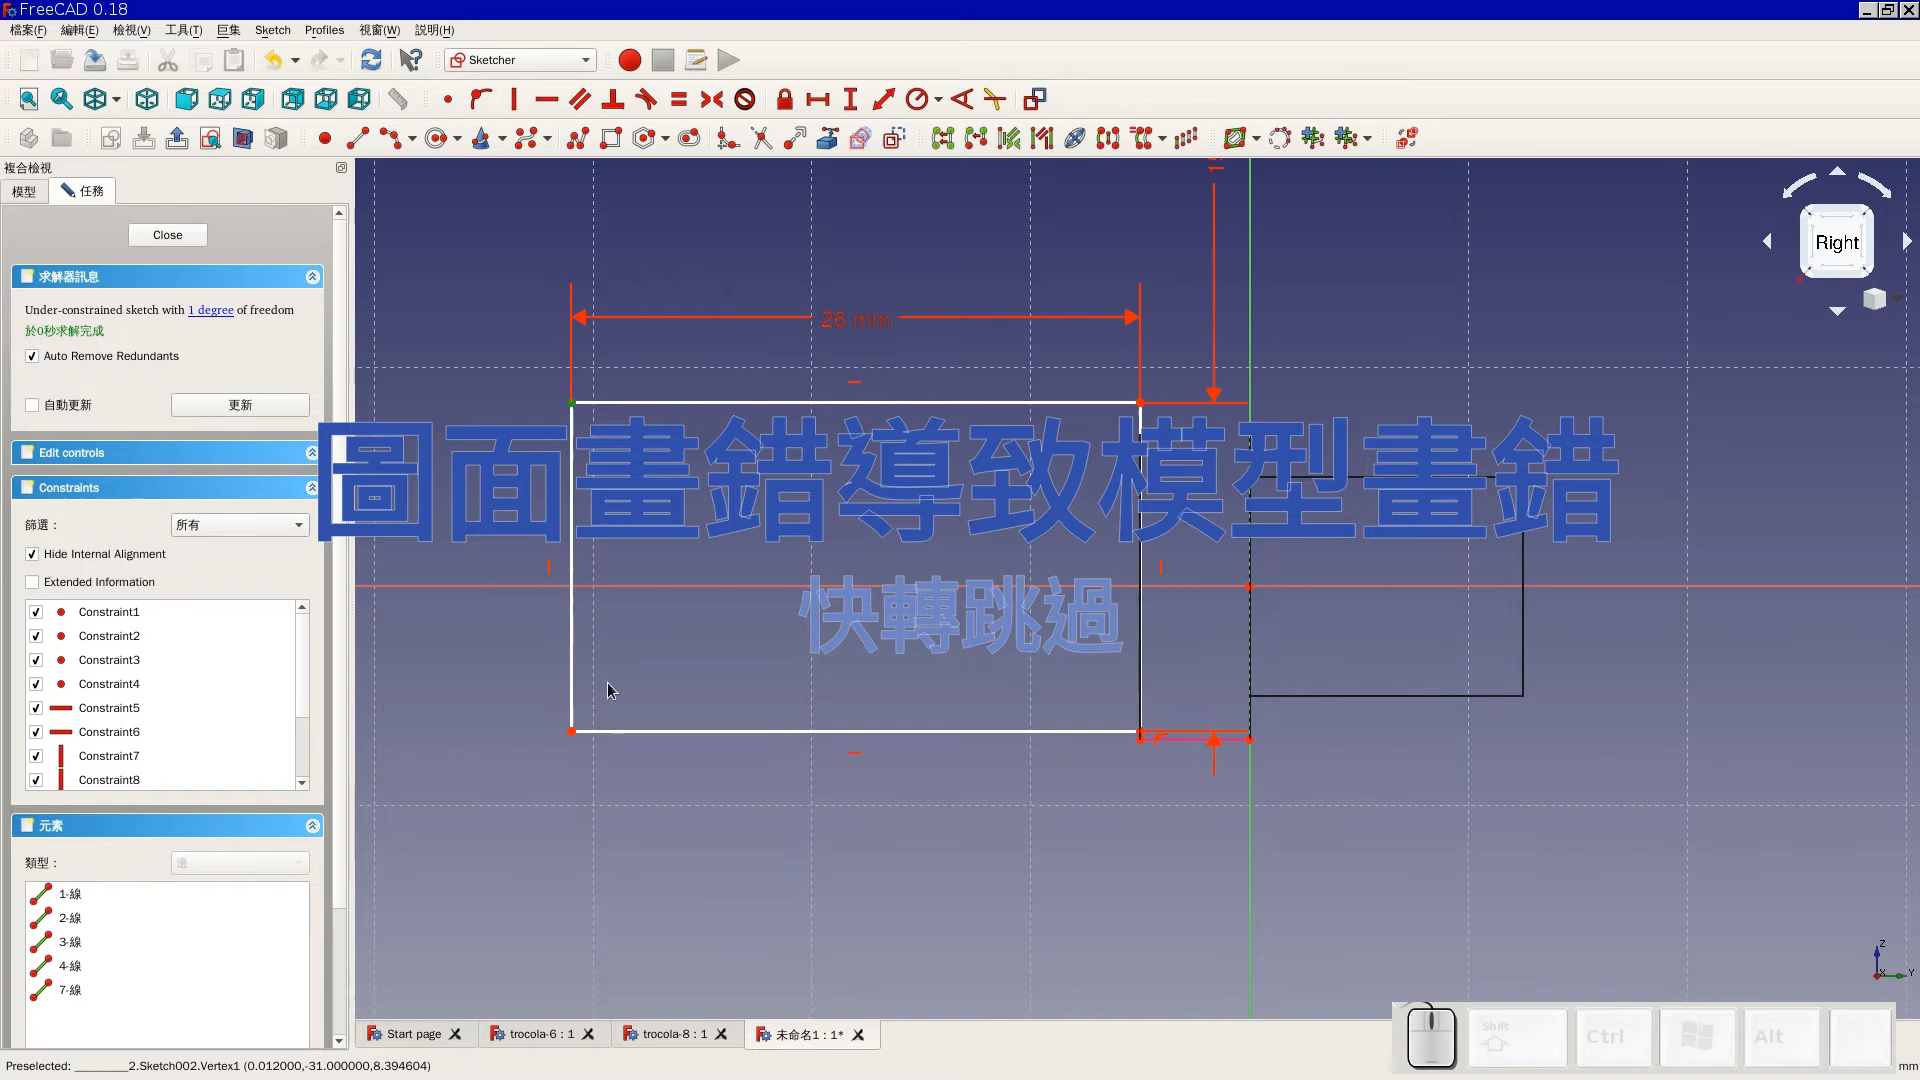 FreeCAD 0.18
檔案(F) 編輯(E) 檢視(V) 工具(T) 巨集 Sketch Profiles 視窗(W) 説明(H)
Sketcher
複合檢視
模型 任務
Close
求解器訊息
Under-constrained sketch with 1 degree of freedom
於0秒求解完成
Auto Remove Redundants
自動更新 更新
Edit controls
Constraints
篩選： 所有
Hide Internal Alignment
Extended Information
Constraint1
Constraint2
Constraint3
Constraint4
Constraint5
Constraint6
Constraint7
Constraint8
元素
類型： 邊
1-線
2-線
3-線
4-線
7-線
26 mm
圖面畫錯導致模型畫錯
快轉跳過
Right
Z
X
Y
Start page trocola-6 : 1 trocola-8 : 1 未命名1 : 1*
Shift Ctrl Alt
Preselected: ________2.Sketch002.Vertex1 (0.012000,-31.000000,8.394604)
mm